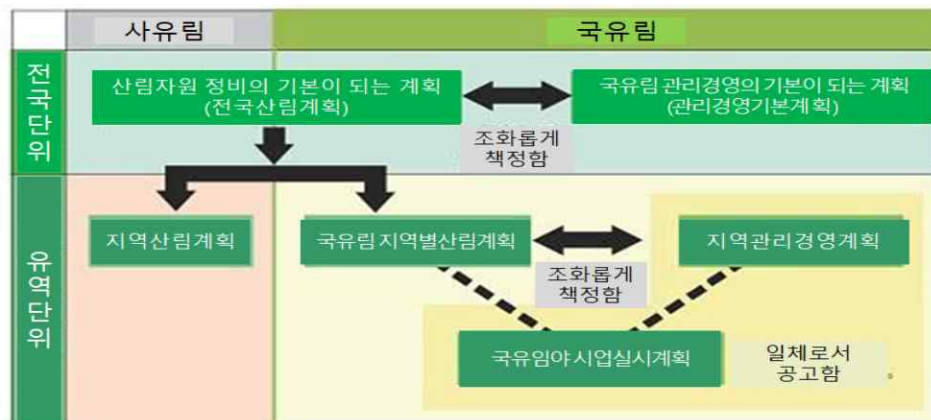 사유림
국유림
전국단위
산림자원 정비의 기본이 되는 계획
(전국산림계획)
국유림 관리경영의 기본이 되는 계획
(관리경영기본계획)
조화롭게
책정함
유역단위
지역산림계획
국유림 지역별산림계획
지역관리경영계획
조화롭게
책정함
국유임야 시업실시계획
일체로서
공고함